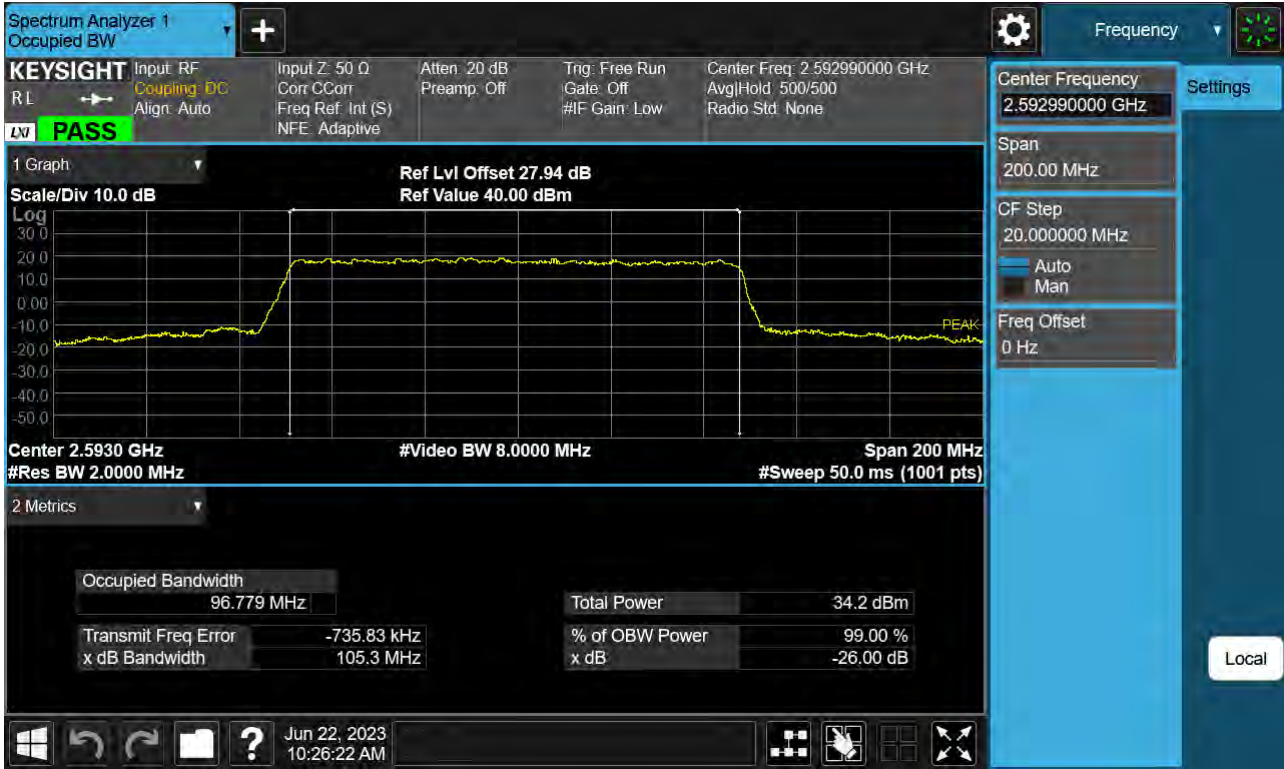 Spectrum Analyzer 1
Occupied BW
Frequency
KEYSIGHT
R L
LXI
PASS
Input: RF
Coupling: DC
Align: Auto
Input Z: 50 Ω
Corr CCorr
Freq Ref: Int (S)
NFE: Adaptive
Atten: 20 dB
Preamp: Off
Trig: Free Run
Gate: Off
#IF Gain: Low
Center Freq: 2.592990000 GHz
Avg|Hold: 500/500
Radio Std: None
1 Graph
Scale/Div 10.0 dB
Ref Lvl Offset 27.94 dB
Ref Value 40.00 dBm
Log
30.0
20.0
10.0
0.00
-10.0
-20.0
-30.0
-40.0
-50.0
PEAK
Center 2.5930 GHz
#Video BW 8.0000 MHz
Span 200 MHz
#Res BW 2.0000 MHz
#Sweep 50.0 ms (1001 pts)
2 Metrics
Occupied Bandwidth
96.779 MHz
Total Power 34.2 dBm
Transmit Freq Error -735.83 kHz
% of OBW Power 99.00 %
x dB Bandwidth 105.3 MHz
x dB -26.00 dB
Jun 22, 2023
10:26:22 AM
?
Center Frequency
2.592990000 GHz
Settings
Span
200.00 MHz
CF Step
20.000000 MHz
Auto
Man
Freq Offset
0 Hz
Local